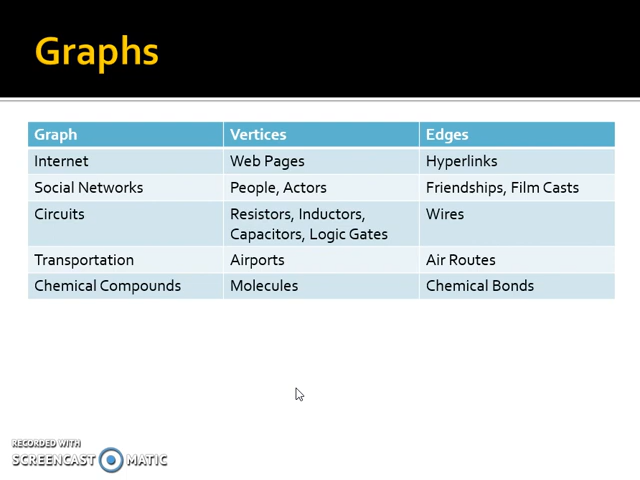 Graphs
Graph Vertices Edges
Internet Web Pages Hyperlinks
Social Networks People, Actors Friendships, Film Casts
Circuits Resistors, Inductors, Wires
Capacitors, Logic Gates
Transportation Airports Air Routes
Chemical Compounds Molecules Chemical Bonds
RECORDED WITH
SCREENCAST MATIC